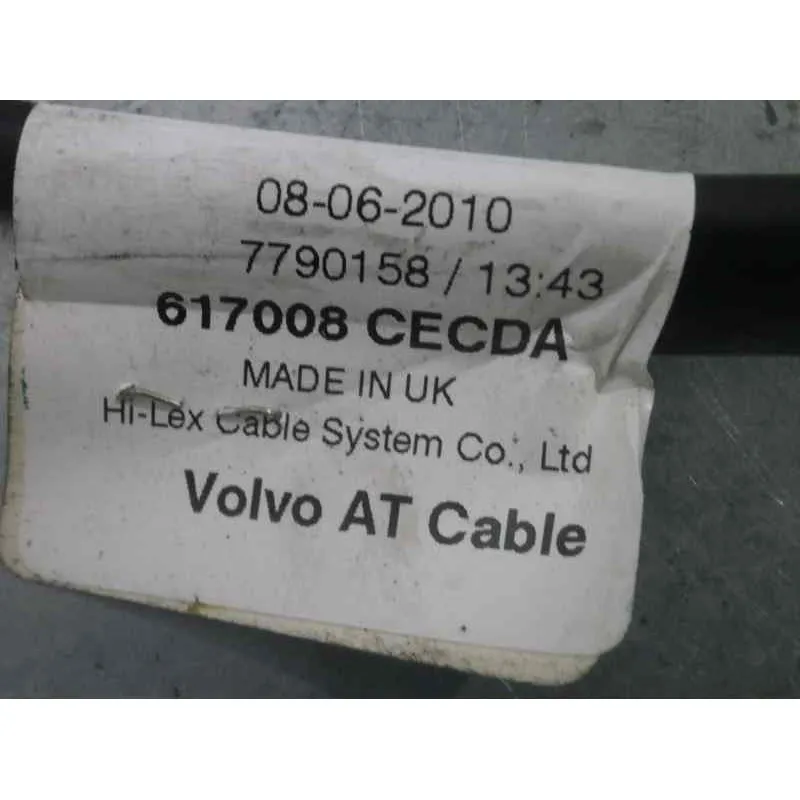 08-06-2010
7790158 / 13:43
617008 CECDA
MADE IN UK
Hi-Lex Cable System Co., Ltd
Volvo AT Cable